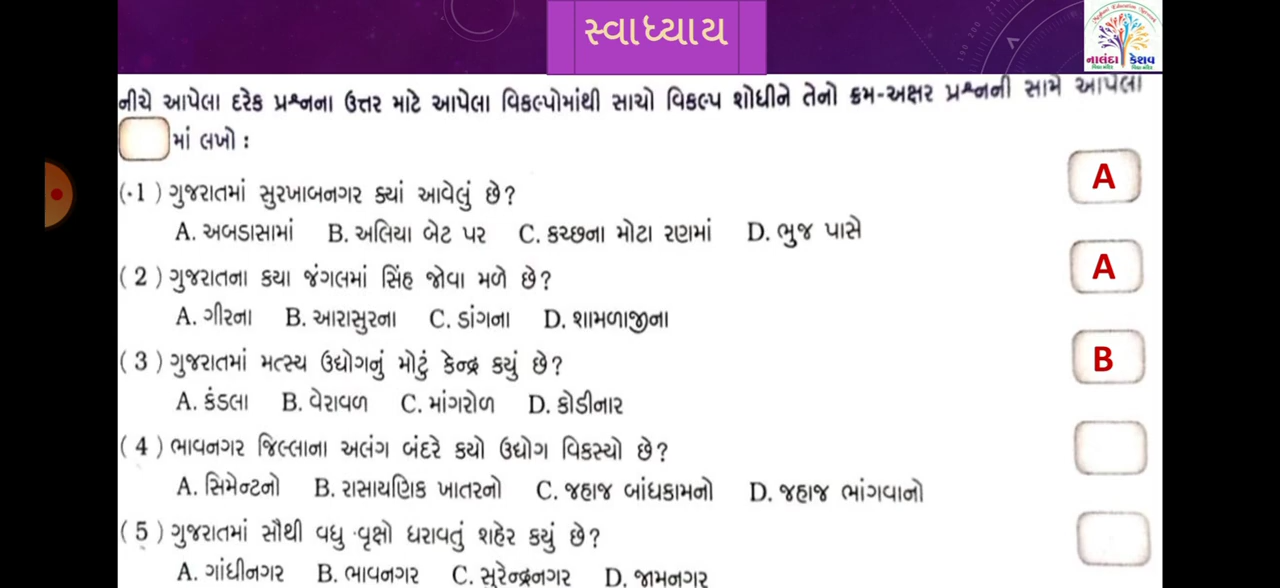 સ્વાધ્યાય
નાલંદા કેશવ
નીચે આપેલા દરેક પ્રશ્નના ઉત્તર માટે આપેલા વિકલ્પોમાંથી સાચો વિકલ્પ શોધીને તેનો ક્રમ-અક્ષર પ્રશ્નની સામે આપેલા
માં લખો :
(1) ગુજરાતમાં સુરખાબનગર ક્યાં આવેલું છે? A
A. અબડાસામાં B. અલિયા બેટ પર C. કચ્છના મોટા રણમાં D. ભુજ પાસે
(2) ગુજરાતના કયા જંગલમાં સિંહ જોવા મળે છે? A
A. ગીરના B. આરાસુરના C. ડાંગના D. શામળાજીના
(3) ગુજરાતમાં મત્સ્ય ઉદ્યોગનું મોટું કેન્દ્ર કયું છે? B
A. કંડલા B. વેરાવળ C. માંગરોળ D. કોડીનાર
(4) ભાવનગર જિલ્લાના અલંગ બંદરે કયો ઉદ્યોગ વિકસ્યો છે?
A. સિમેન્ટનો B. રાસાયણિક ખાતરનો C. જહાજ બાંધકામનો D. જહાજ ભાંગવાનો
(5) ગુજરાતમાં સૌથી વધુ વૃક્ષો ધરાવતું શહેર કયું છે?
A. ગાંધીનગર B. ભાવનગર C. સુરેન્દ્રનગર D. જામનગર